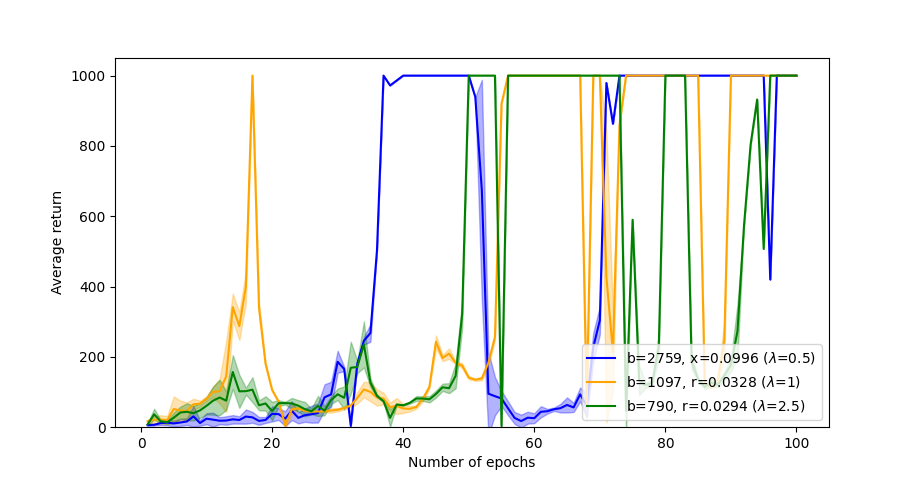 1000
800
600
400
200
0
Average return
b=2759, x=0.0996 (λ=0.5)
b=1097, r=0.0328 (λ=1)
b=790, r=0.0294 (λ=2.5)
0 20 40 60 80 100
Number of epochs